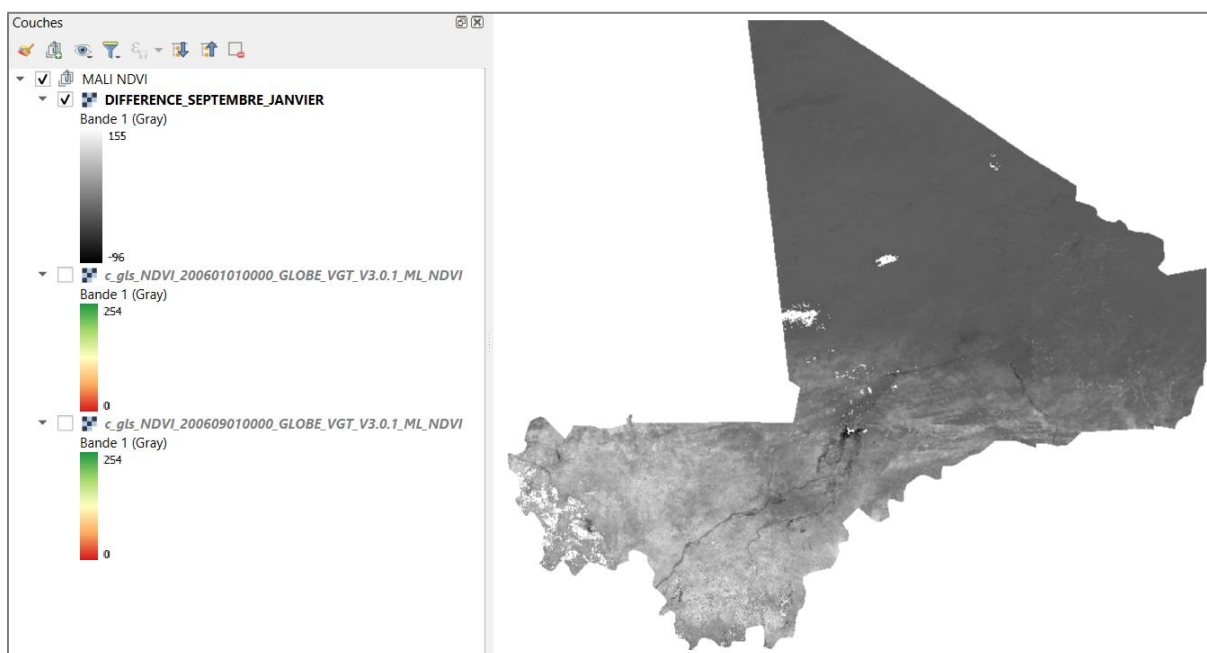 Couches
MALI NDVI
DIFFERENCE_SEPTEMBRE_JANVIER
Bande 1 (Gray)
155
-96
c_gls_NDVI_200601010000_GLOBE_VGT_V3.0.1_ML_NDVI
Bande 1 (Gray)
254
0
c_gls_NDVI_200609010000_GLOBE_VGT_V3.0.1_ML_NDVI
Bande 1 (Gray)
254
0